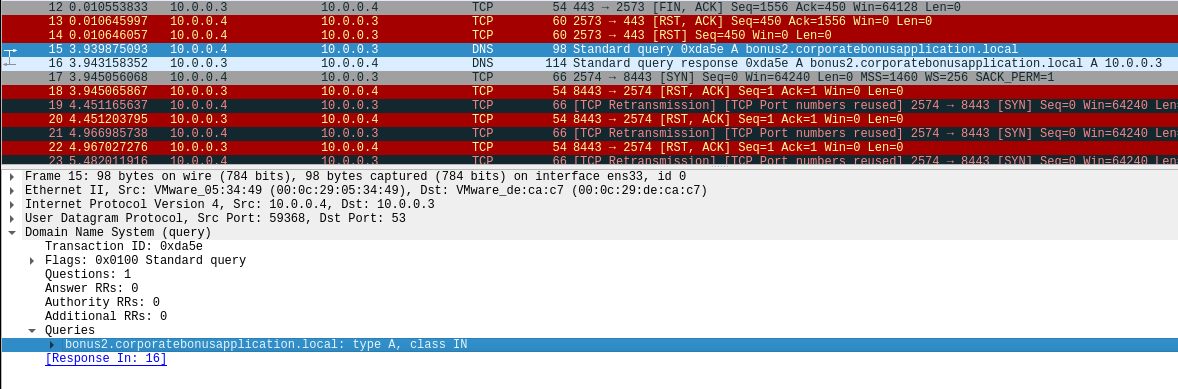 12 0.010553833 10.0.0.3 10.0.0.4 TCP 54 443 → 2573 [FIN, ACK] Seq=1556 Ack=450 Win=64128 Len=0
13 0.010645997 10.0.0.4 10.0.0.3 TCP 60 2573 → 443 [RST, ACK] Seq=450 Ack=1556 Win=0 Len=0
14 0.010646057 10.0.0.4 10.0.0.3 TCP 60 2573 → 443 [RST] Seq=450 Win=0 Len=0
15 3.939875093 10.0.0.4 10.0.0.3 DNS 98 Standard query 0xda5e A bonus2.corporatebonusapplication.local
16 3.943158352 10.0.0.3 10.0.0.4 DNS 114 Standard query response 0xda5e A bonus2.corporatebonusapplication.local A 10.0.0.3
17 3.945056068 10.0.0.4 10.0.0.3 TCP 66 2574 → 8443 [SYN] Seq=0 Win=64240 Len=0 MSS=1460 WS=256 SACK_PERM=1
18 3.945065867 10.0.0.3 10.0.0.4 TCP 54 8443 → 2574 [RST, ACK] Seq=1 Ack=1 Win=0 Len=0
19 4.451165637 10.0.0.4 10.0.0.3 TCP 66 [TCP Retransmission] [TCP Port numbers reused] 2574 → 8443 [SYN] Seq=0 Win=64240 Len=
20 4.451203795 10.0.0.3 10.0.0.4 TCP 54 8443 → 2574 [RST, ACK] Seq=1 Ack=1 Win=0 Len=0
21 4.966985738 10.0.0.4 10.0.0.3 TCP 66 [TCP Retransmission] [TCP Port numbers reused] 2574 → 8443 [SYN] Seq=0 Win=64240 Len=
22 4.967027276 10.0.0.3 10.0.0.4 TCP 54 8443 → 2574 [RST, ACK] Seq=1 Ack=1 Win=0 Len=0
23 5.482011916 10.0.0.4 10.0.0.3 TCP 66 [TCP Retransmission] [TCP Port numbers reused] 2574 → 8443 [SYN] Seq=0 Win=64240 Len=
Frame 15: 98 bytes on wire (784 bits), 98 bytes captured (784 bits) on interface ens33, id 0
Ethernet II, Src: VMware_05:34:49 (00:0c:29:05:34:49), Dst: VMware_de:ca:c7 (00:0c:29:de:ca:c7)
Internet Protocol Version 4, Src: 10.0.0.4, Dst: 10.0.0.3
User Datagram Protocol, Src Port: 59368, Dst Port: 53
Domain Name System (query)
Transaction ID: 0xda5e
Flags: 0x0100 Standard query
Questions: 1
Answer RRs: 0
Authority RRs: 0
Additional RRs: 0
Queries
bonus2.corporatebonusapplication.local: type A, class IN
[Response In: 16]